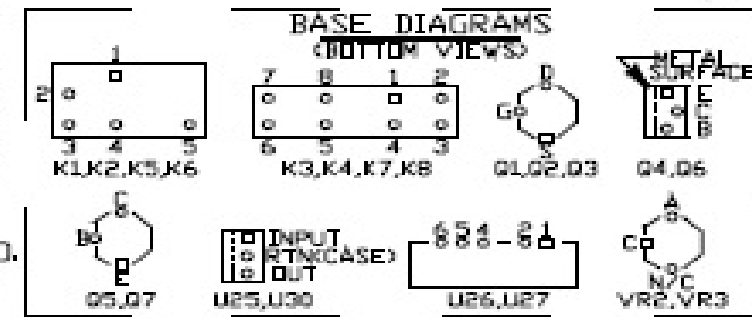 BASE DIAGRAMS
(BOTTOM VIEWS)
1
2
3 4 5
K1,K2,K5,K6
7 8 1 2
6 5 4 3
K3,K4,K7,K8
D
G
S
Q1,Q2,Q3
METAL
SURFACE
E
C
B
Q4,Q6
C
B
E
Q5,Q7
INPUT
RTN(CASE)
OUT
U25,U30
6 5 4 - 2 1
U26,U27
A
C
N/C
VR2,VR3